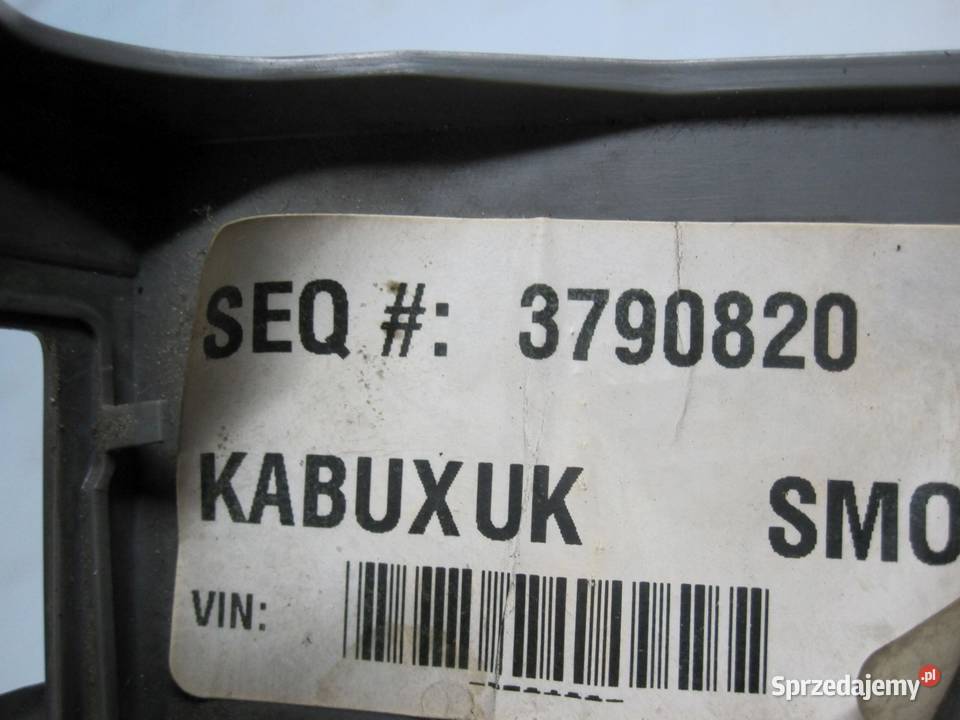 SEQ #: 3790820
KABUXUK SMO
VIN:
Sprzedajemy.pl